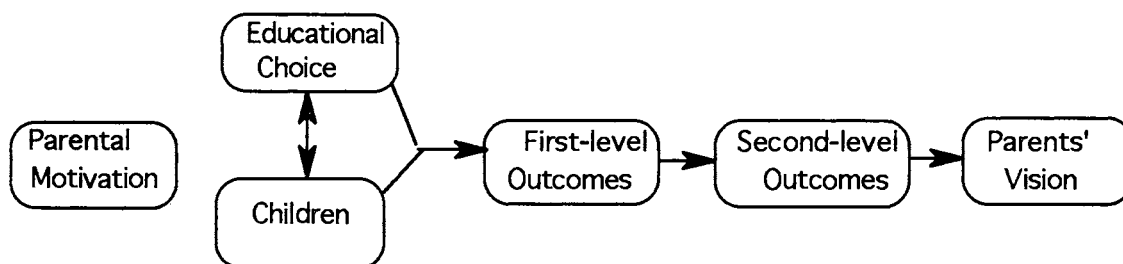 Educational
Choice
Parental
Motivation
Children
First-level
Outcomes
Second-level
Outcomes
Parents'
Vision